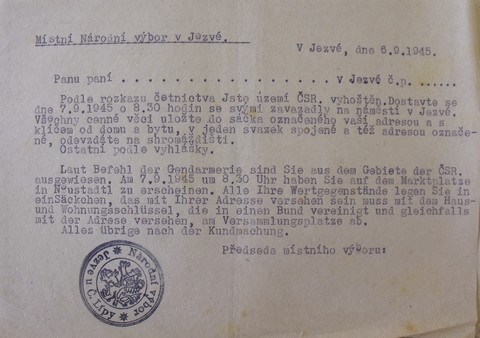 Místní Národní výbor v Jezvé.
V Jezvé, dne 6.9.1945.
Panu paní . . . . . . . . . . . . . . . . . . . . v Jezvé č.p. ......
Podle rozkazu četnictva Jste území ČSR. vyhoštěn.Dostavte se
dne 7.9.1945 o 8.30 hodin se svými zavazadly na náměstí v Jezvé.
Všechny cenné věci uložte do sáčka označeného vaší adresou a s
klíčem od domu a bytu, v jeden svazek spojené a též adresou označe-
né, odevzdáte na shromaždišti.
Ostatní podle vyhlášky.
Laut Befehl der Gendarmerie sind Sie aus dem Gebiete der ČSR.
ausgewiesen. Am 7.9.1945 um 8.30 Uhr haben Sie auf dem Marktplatze
in Neustadtl zu erscheinen. Alle Ihre Wertgegenstände legen Sie in
einSäckchen, das mit Ihrer Adresse versehen sein muss mit dem Haus-
und Wohnungsschlüssel, die in einen Bund vereinigt und gleichfalls
mit der Adrese versehen, am Versammlungsplatze ab.
Alles übrige nach der Kundmachung.
Předseda místního výboru:
Národní výbor
Jezve u Č. Lípy